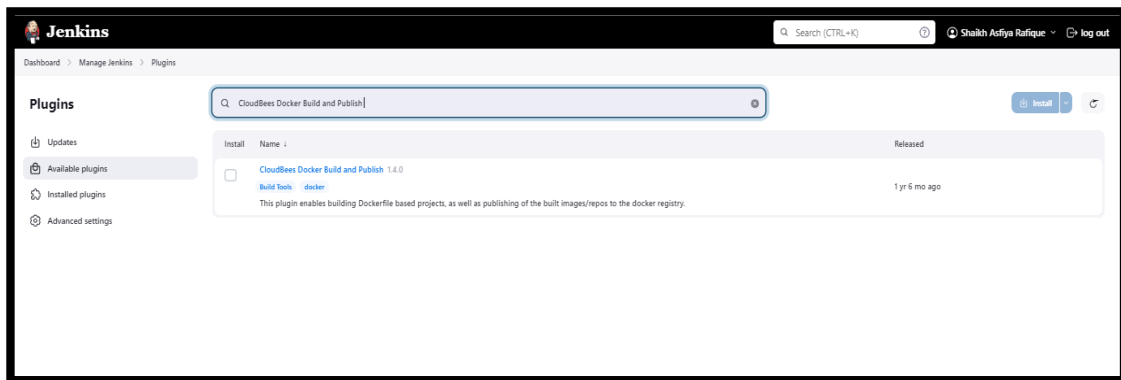 Jenkins
Search (CTRL+K)
Shaikh Asfiya Rafique
log out
Dashboard > Manage Jenkins > Plugins
Plugins
CloudBees Docker Build and Publish
Install
Updates
Available plugins
Installed plugins
Advanced settings
Install Name ↓ Released
CloudBees Docker Build and Publish 1.4.0
Build Tools docker
This plugin enables building Dockerfile based projects, as well as publishing of the built images/repos to the docker registry.
1 yr 6 mo ago